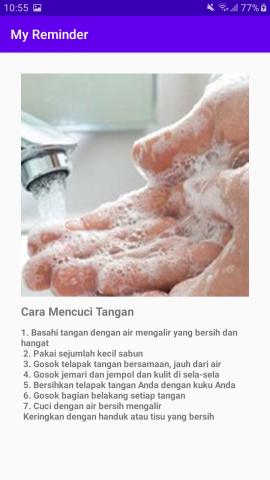 10:55
77%
My Reminder
Cara Mencuci Tangan
1. Basahi tangan dengan air mengalir yang bersih dan
hangat
2. Pakai sejumlah kecil sabun
3. Gosok telapak tangan bersamaan, jauh dari air
4. Gosok jemari dan jempol dan kulit di sela-sela
5. Bersihkan telapak tangan Anda dengan kuku Anda
6. Gosok bagian belakang setiap tangan
7. Cuci dengan air bersih mengalir
Keringkan dengan handuk atau tisu yang bersih